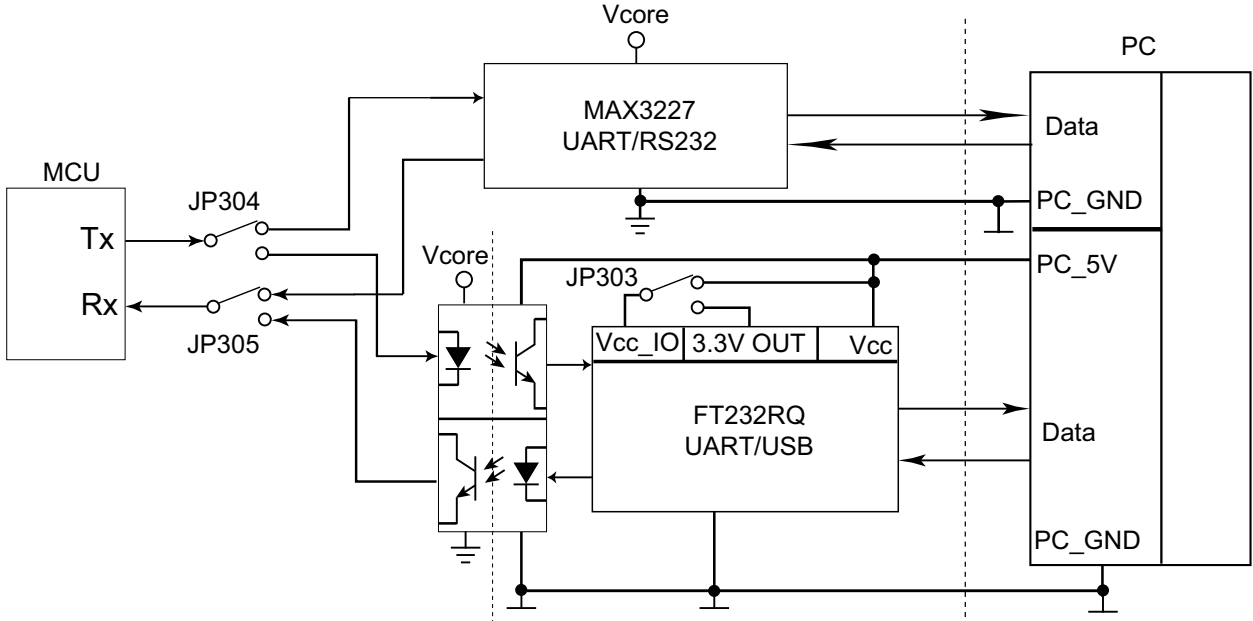 Vcore
PC
MAX3227
UART/RS232
Data
MCU
JP304
PC_GND
Tx
Vcore
JP303
PC_5V
Rx
JP305
Vcc_IO
3.3V OUT
Vcc
FT232RQ
UART/USB
Data
PC_GND